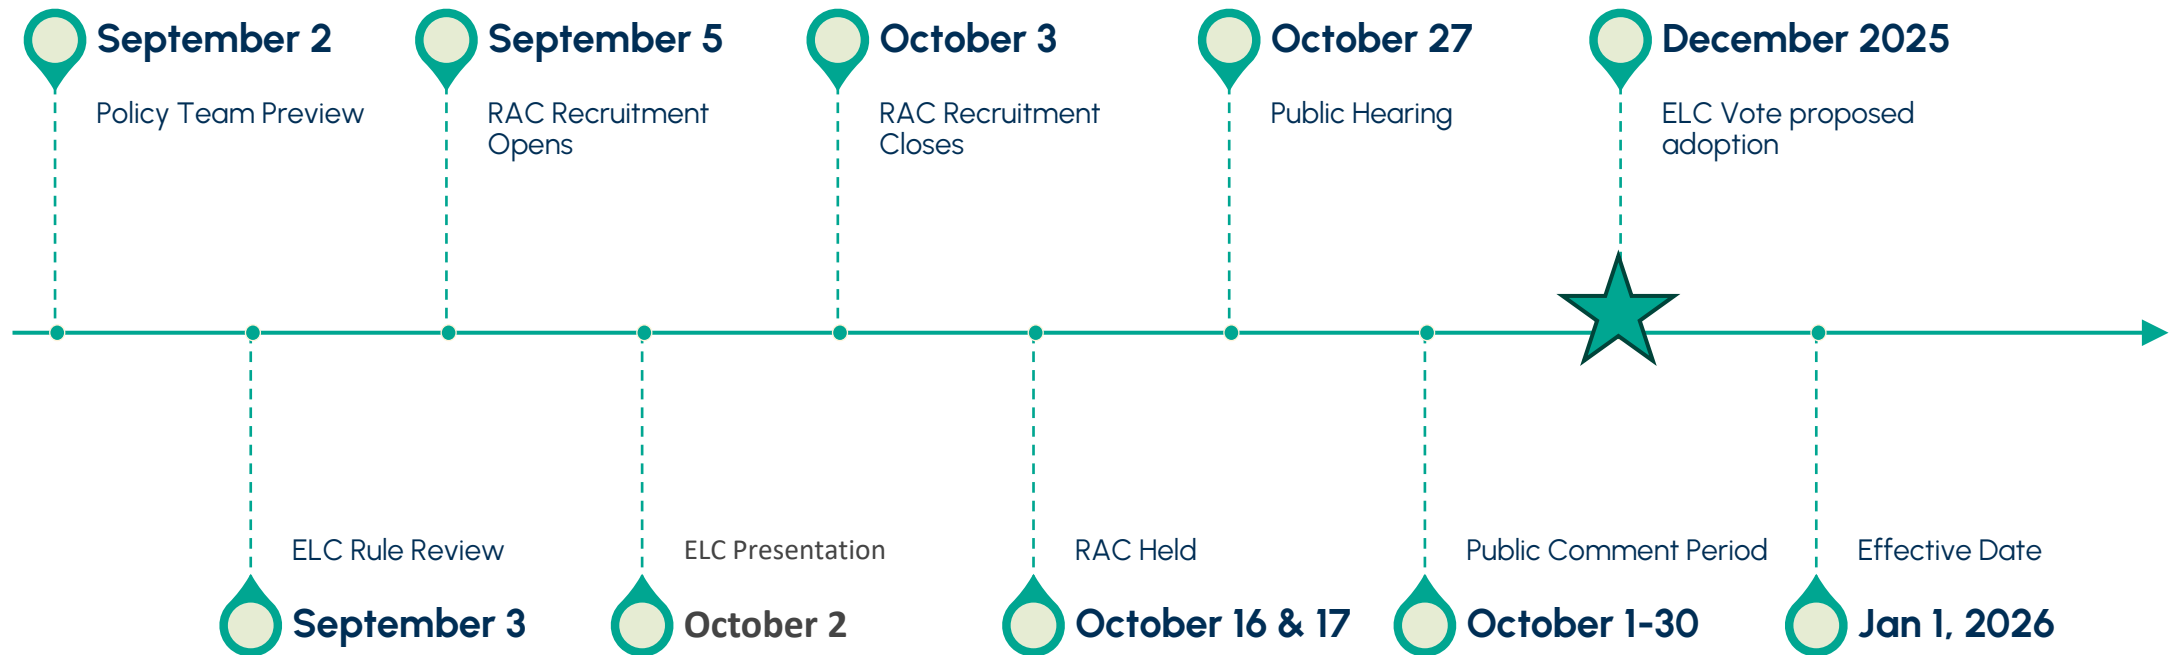 September 2
Policy Team Preview
September 5
RAC Recruitment
Opens
October 3
RAC Recruitment
Closes
October 27
Public Hearing
December 2025
ELC Vote proposed
adoption
ELC Rule Review
September 3
ELC Presentation
October 2
RAC Held
October 16 & 17
Public Comment Period
October 1-30
Effective Date
Jan 1, 2026